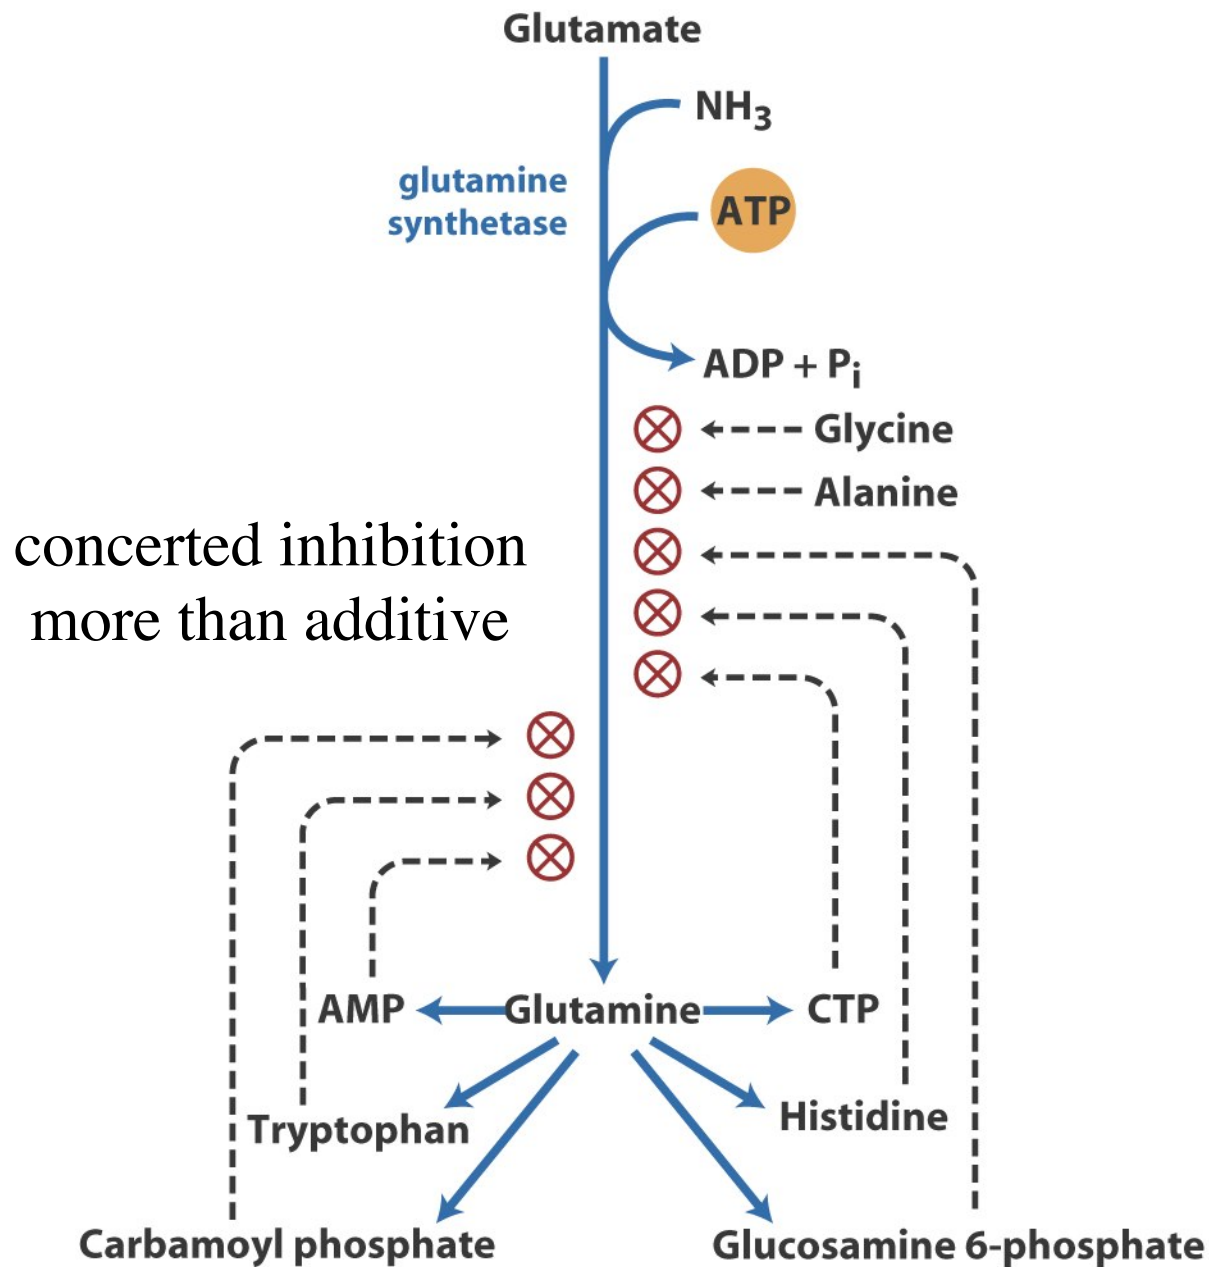 Glutamate
NH3
glutamine
synthetase
ATP
ADP + Pi
Glycine
Alanine
concerted inhibition
more than additive
AMP
Glutamine
CTP
Tryptophan
Histidine
Carbamoyl phosphate
Glucosamine 6-phosphate